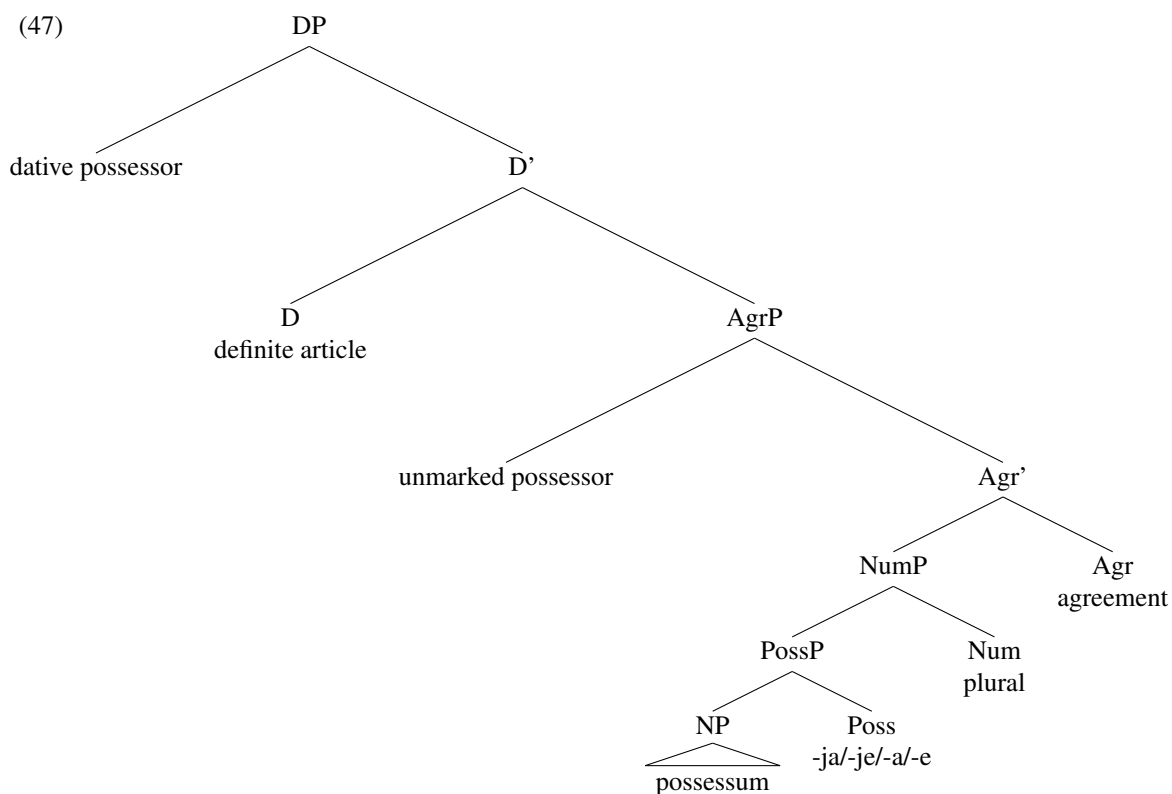 (47) DP
dative possessor D’
D AgrP
definite article
unmarked possessor Agr’
NumP Agr
agreement
PossP Num
plural
NP Poss
-ja/-je/-a/-e
possessum